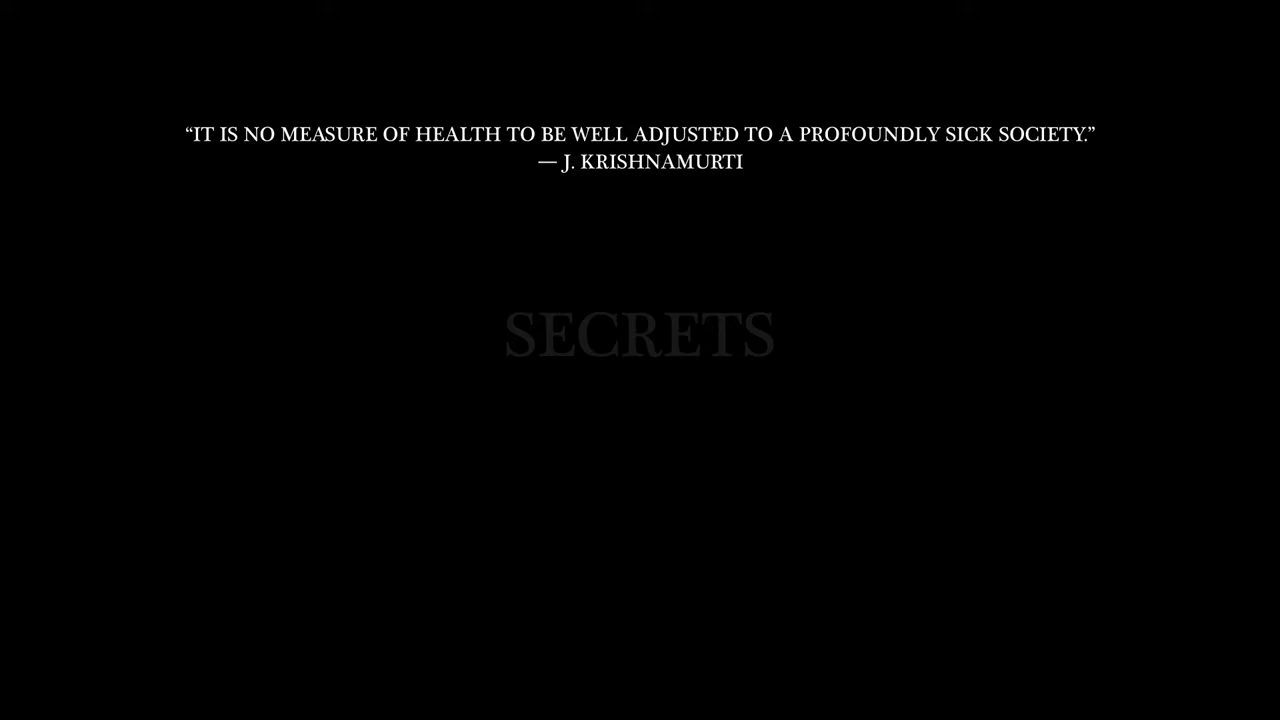 “IT IS NO MEASURE OF HEALTH TO BE WELL ADJUSTED TO A PROFOUNDLY SICK SOCIETY.”
— J. KRISHNAMURTI
SECRETS